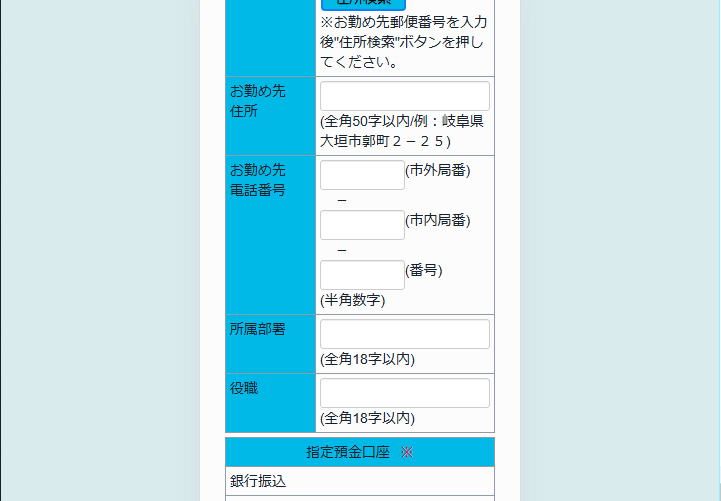 住所検索
※お勤め先郵便番号を入力
後"住所検索"ボタンを押し
てください。
お勤め先
住所
(全角50字以内/例：岐阜県
大垣市郭町２－２５)
お勤め先
電話番号
(市外局番)
－
(市内局番)
－
(番号)
(半角数字)
所属部署
(全角18字以内)
役職
(全角18字以内)
指定預金口座 ※
銀行振込